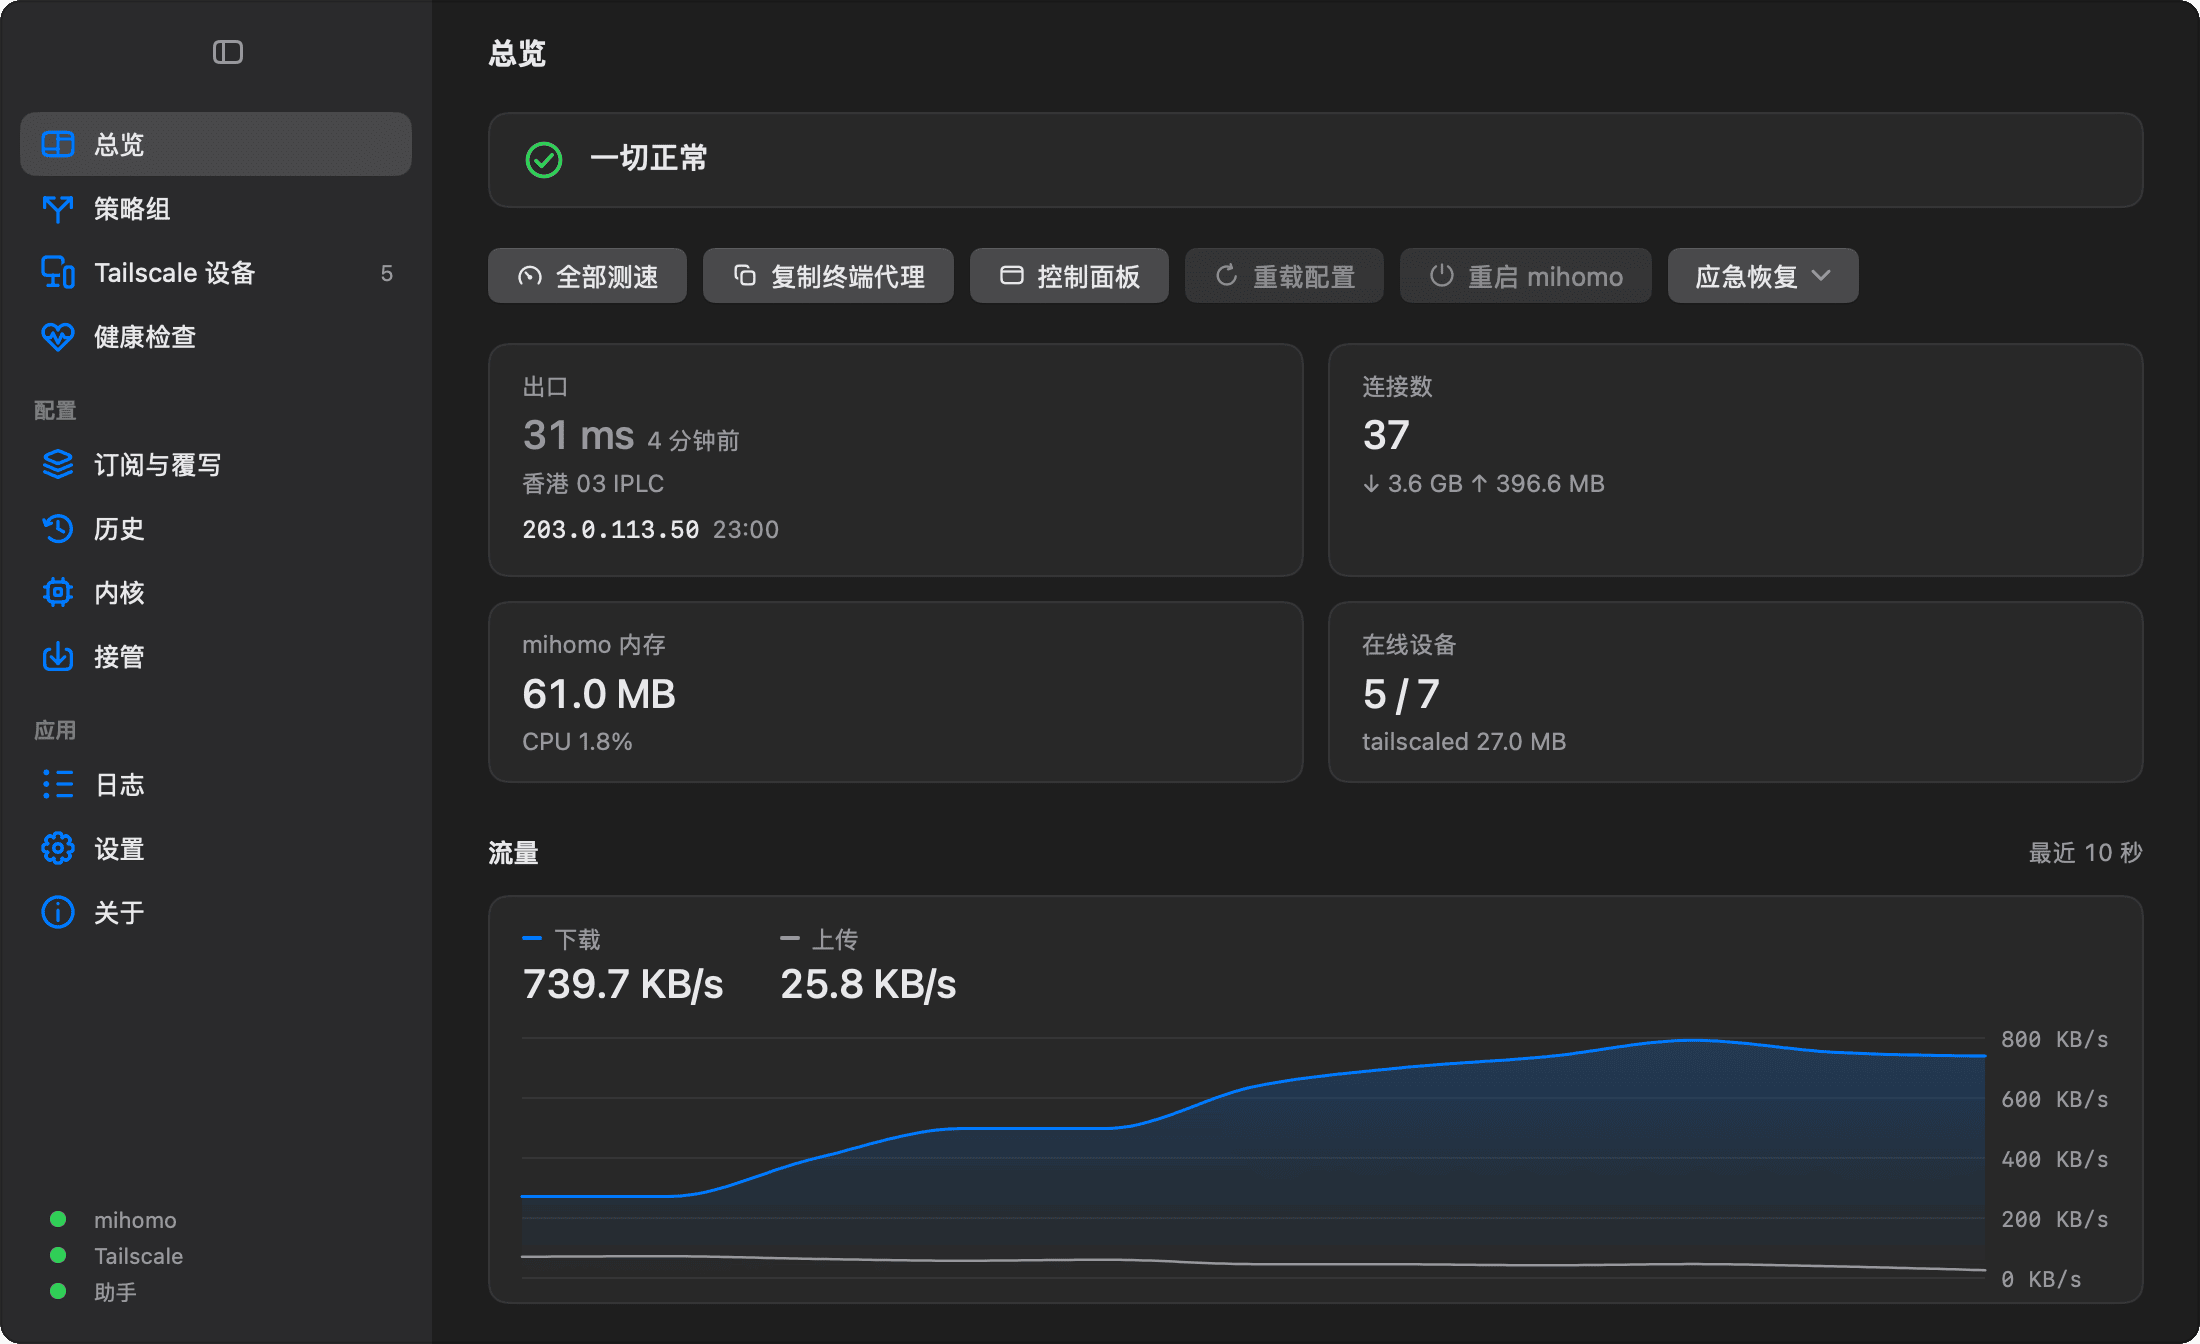 总览
策略组
Tailscale 设备 5
健康检查
配置
订阅与覆写
历史
内核
接管
应用
日志
设置
关于
mihomo
Tailscale
助手
总览
一切正常
全部测速 复制终端代理 控制面板 重载配置 重启 mihomo 应急恢复
出口
31 ms 4 分钟前
香港 03 IPLC
203.0.113.50 23:00
连接数
37
↓ 3.6 GB ↑ 396.6 MB
mihomo 内存
61.0 MB
CPU 1.8%
在线设备
5 / 7
tailscaled 27.0 MB
流量 最近 10 秒
下载 上传
739.7 KB/s 25.8 KB/s
800 KB/s
600 KB/s
400 KB/s
200 KB/s
0 KB/s